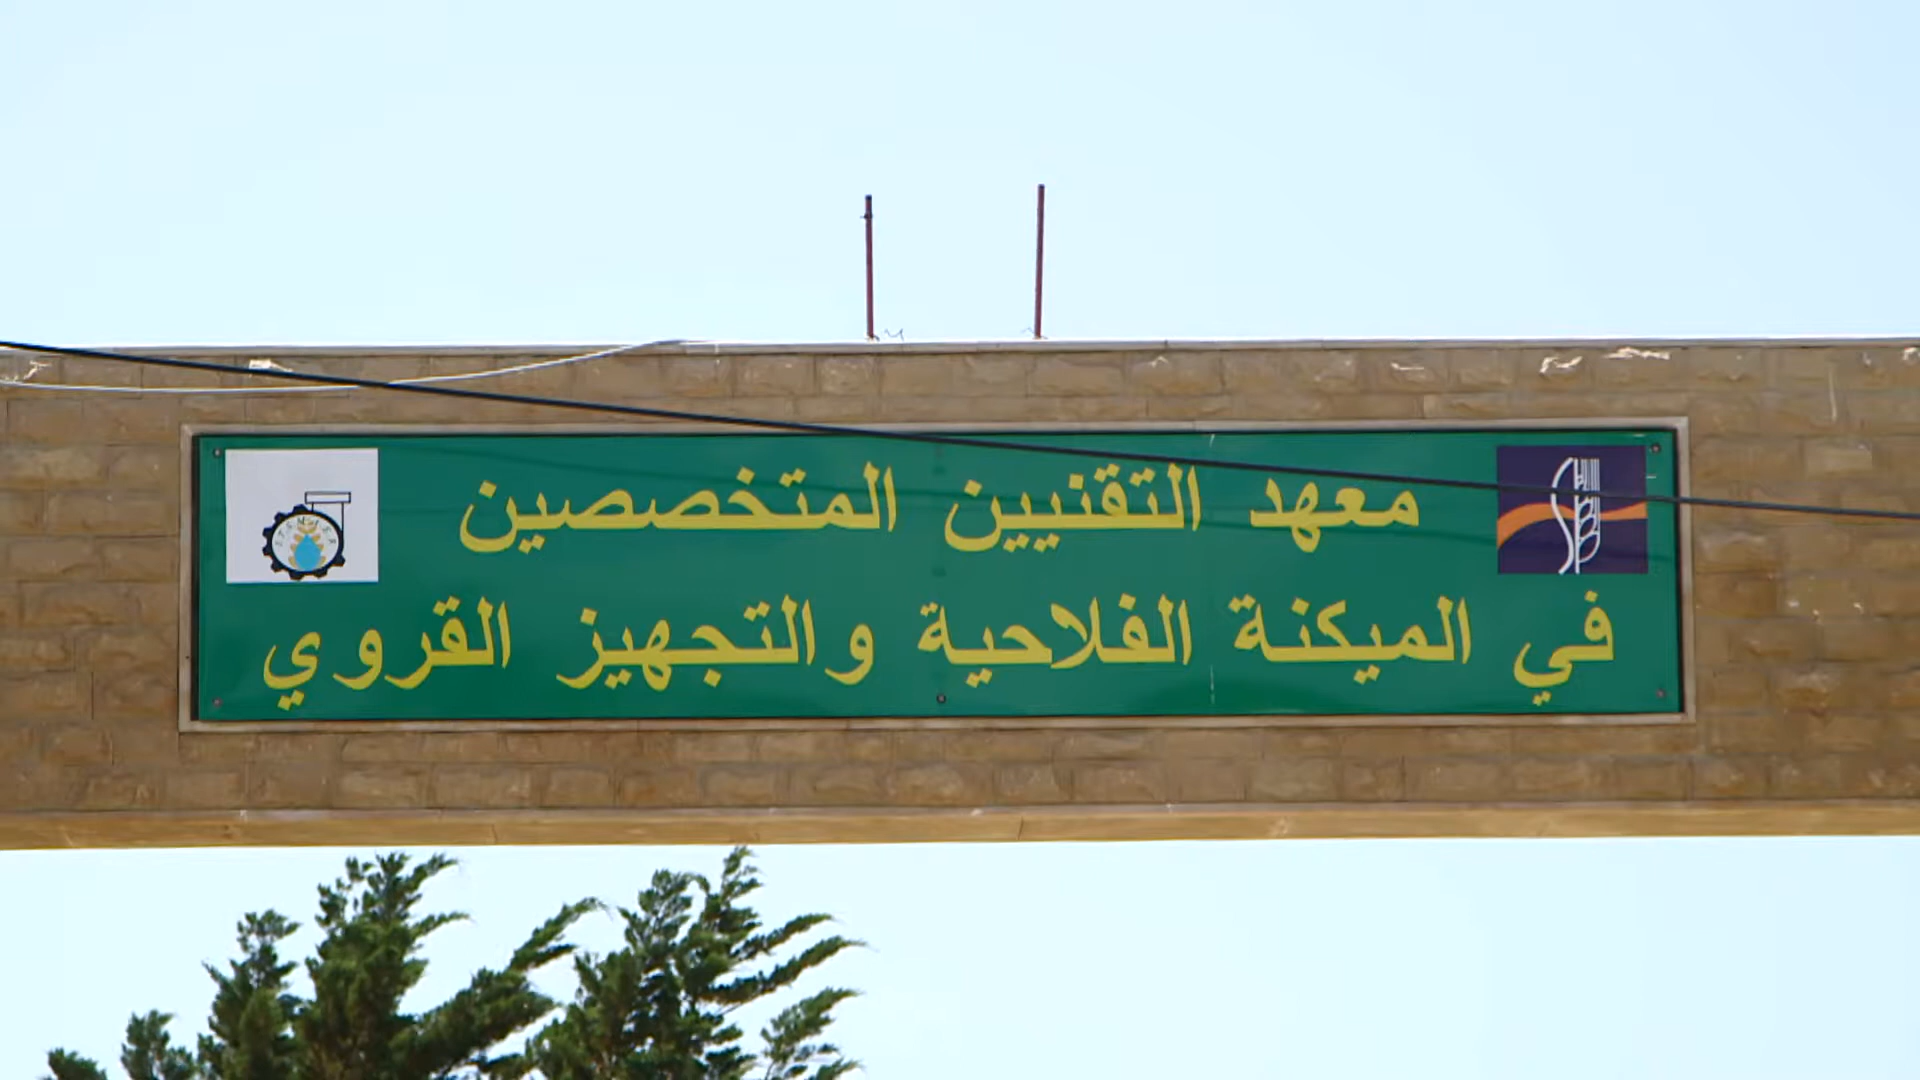 معهد التقنيين المتخصصين
في الميكنة الفلاحية والتجهيز القروي